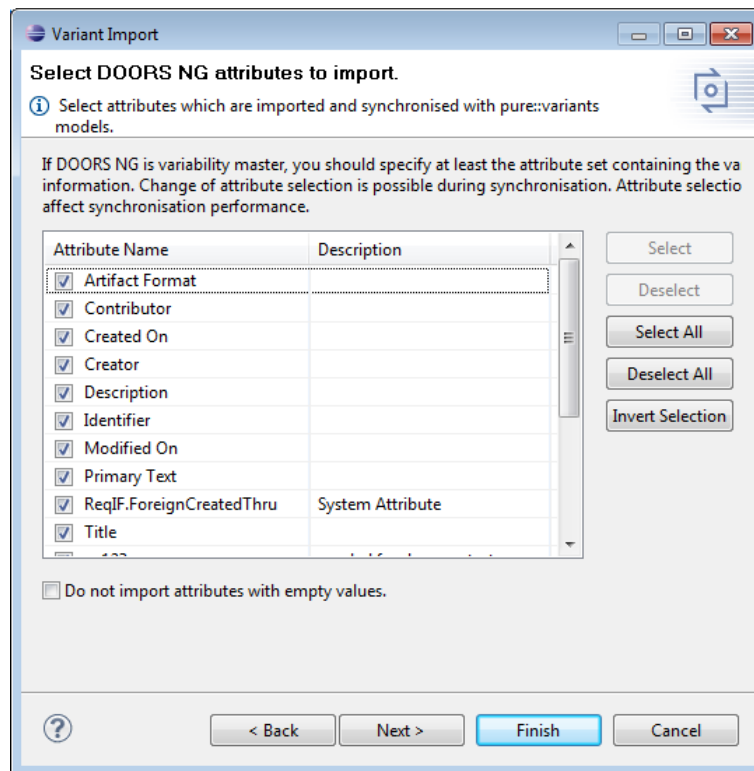 Variant Import
Select DOORS NG attributes to import.
Select attributes which are imported and synchronised with pure::variants
models.
If DOORS NG is variability master, you should specify at least the attribute set containing the va
information. Change of attribute selection is possible during synchronisation. Attribute selectio
affect synchronisation performance.
Attribute Name Description
Artifact Format
Contributor
Created On
Creator
Description
Identifier
Modified On
Primary Text
ReqIF.ForeignCreatedThru System Attribute
Title
Select
Deselect
Select All
Deselect All
Invert Selection
Do not import attributes with empty values.
? < Back Next > Finish Cancel